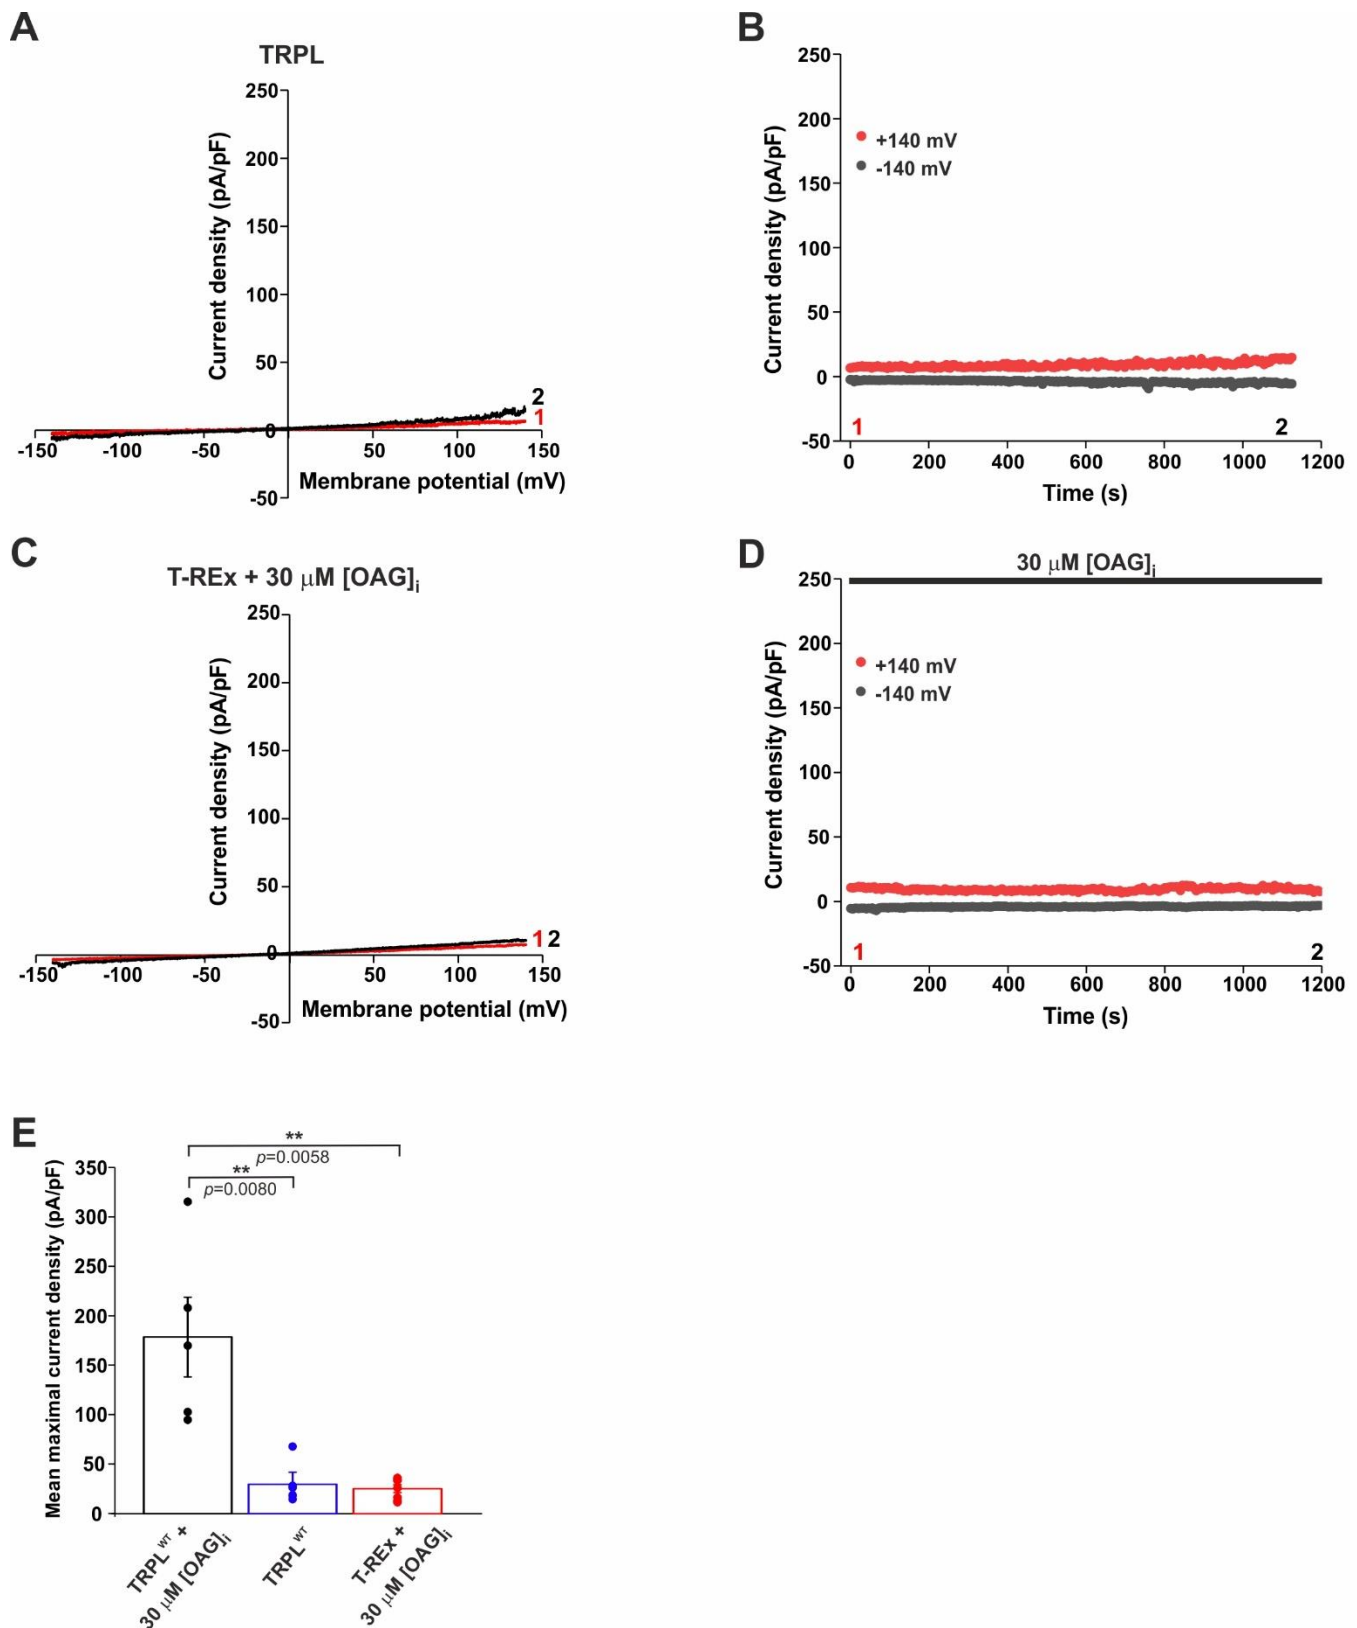 A
TRPL
250
200
150
100
50
0
-50
Current density (pA/pF)
-150 -100 -50 50 100 150
Membrane potential (mV)
2
1
B
250
200
150
100
50
0
-50
Current density (pA/pF)
+140 mV
-140 mV
1 2
0 200 400 600 800 1000 1200
Time (s)
C
T-REx + 30 μM [OAG]i
250
200
150
100
50
0
-50
Current density (pA/pF)
-150 -100 -50 50 100 150
Membrane potential (mV)
1 2
D
30 μM [OAG]i
250
200
150
100
50
0
-50
Current density (pA/pF)
+140 mV
-140 mV
1 2
0 200 400 600 800 1000 1200
Time (s)
E
**
p=0.0058
**
p=0.0080
350
300
250
200
150
100
50
0
Mean maximal current density (pA/pF)
TRPL WT +
30 μM [OAG]i
TRPL WT
T-REx +
30 μM [OAG]i